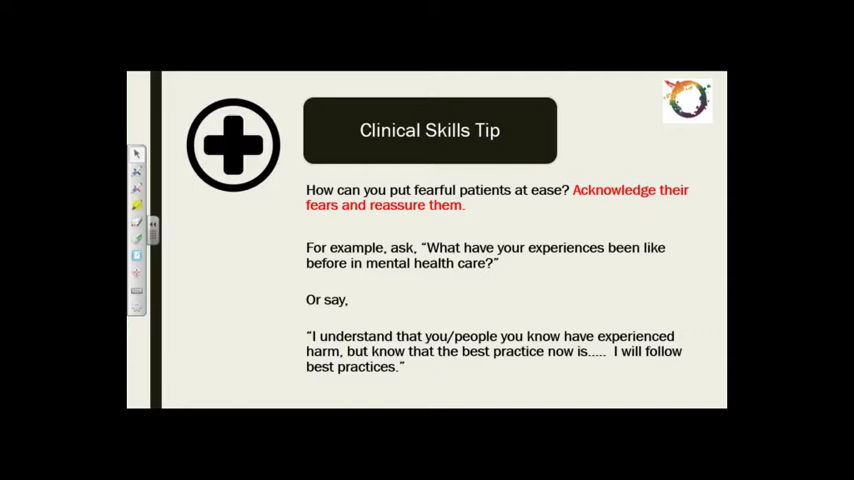 Clinical Skills Tip
How can you put fearful patients at ease? Acknowledge their
fears and reassure them.
For example, ask, “What have your experiences been like
before in mental health care?”
Or say,
“I understand that you/people you know have experienced
harm, but know that the best practice now is..... I will follow
best practices.”